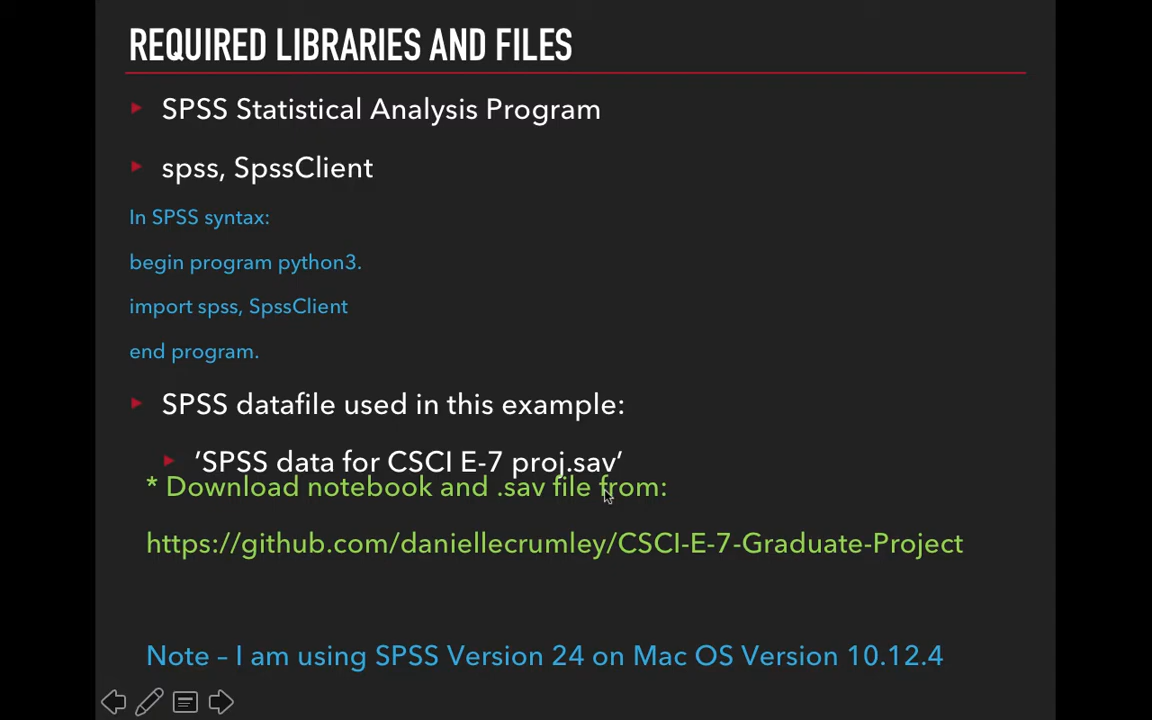 REQUIRED LIBRARIES AND FILES
SPSS Statistical Analysis Program
spss, SpssClient
In SPSS syntax:
begin program python3.
import spss, SpssClient
end program.
SPSS datafile used in this example:
’SPSS data for CSCI E-7 proj.sav’
* Download notebook and .sav file from:
https://github.com/daniellecrumley/CSCI-E-7-Graduate-Project
Note – I am using SPSS Version 24 on Mac OS Version 10.12.4